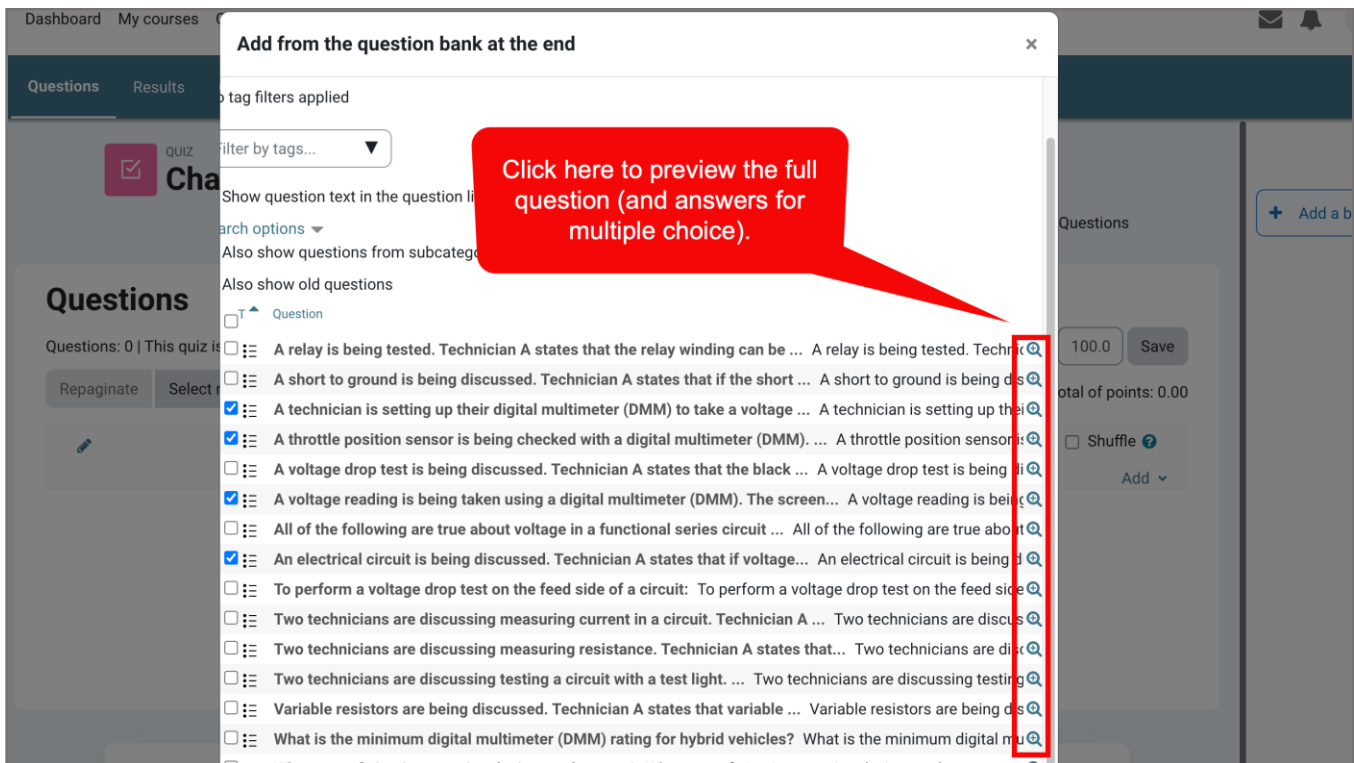 Dashboard My courses
Add from the question bank at the end
×
Questions Results
tag filters applied
QUIZ
Cha
ilter by tags... ▼
Click here to preview the full
question (and answers for
multiple choice).
Show question text in the question li
arch options
Also show questions from subcatego
Also show old questions
Questions
+ Add a b
Questions
T Question
Questions: 0 | This quiz is
100.0 Save
Repaginate Select
otal of points: 0.00
Shuffle ?
Add
A relay is being tested. Technician A states that the relay winding can be ... A relay is being tested. Techni
A short to ground is being discussed. Technician A states that if the short ... A short to ground is being d
A technician is setting up their digital multimeter (DMM) to take a voltage ... A technician is setting up thei
A throttle position sensor is being checked with a digital multimeter (DMM). ... A throttle position sensor
A voltage drop test is being discussed. Technician A states that the black ... A voltage drop test is being
A voltage reading is being taken using a digital multimeter (DMM). The screen... A voltage reading is being
All of the following are true about voltage in a functional series circuit ... All of the following are true about
An electrical circuit is being discussed. Technician A states that if voltage... An electrical circuit is being d
To perform a voltage drop test on the feed side of a circuit: To perform a voltage drop test on the feed side
Two technicians are discussing measuring current in a circuit. Technician A ... Two technicians are discus
Two technicians are discussing measuring resistance. Technician A states that... Two technicians are disc
Two technicians are discussing testing a circuit with a test light. ... Two technicians are discussing testing
Variable resistors are being discussed. Technician A states that variable ... Variable resistors are being d
What is the minimum digital multimeter (DMM) rating for hybrid vehicles? What is the minimum digital mu